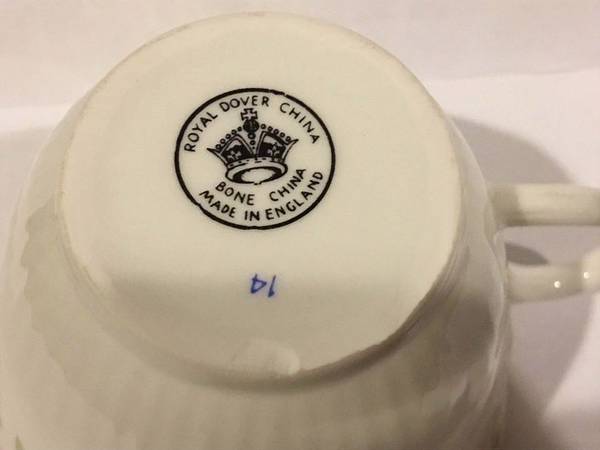 ROYAL DOVER CHINA
BONE CHINA
MADE IN ENGLAND
14